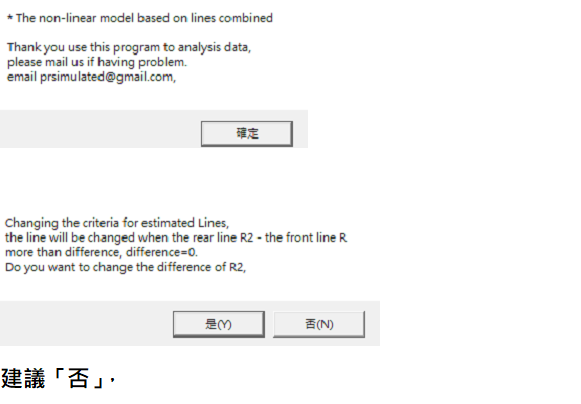 * The non-linear model based on lines combined
Thank you use this program to analysis data,
please mail us if having problem.
email prsimulated@gmail.com,
確定
Changing the criteria for estimated Lines,
the line will be changed when the rear line R2 - the front line R
more than difference, difference=0.
Do you want to change the difference of R2,
是(Y)
否(N)
建議「否」,